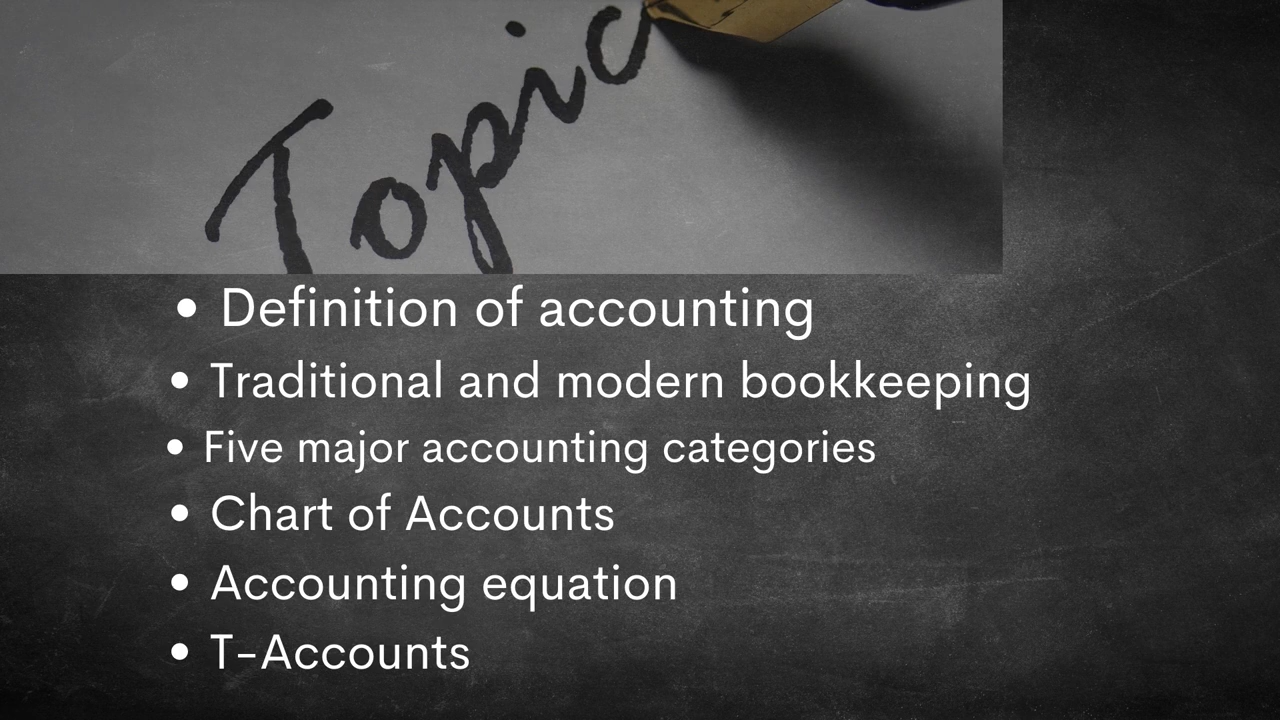 Topic
• Definition of accounting
• Traditional and modern bookkeeping
• Five major accounting categories
• Chart of Accounts
• Accounting equation
• T-Accounts